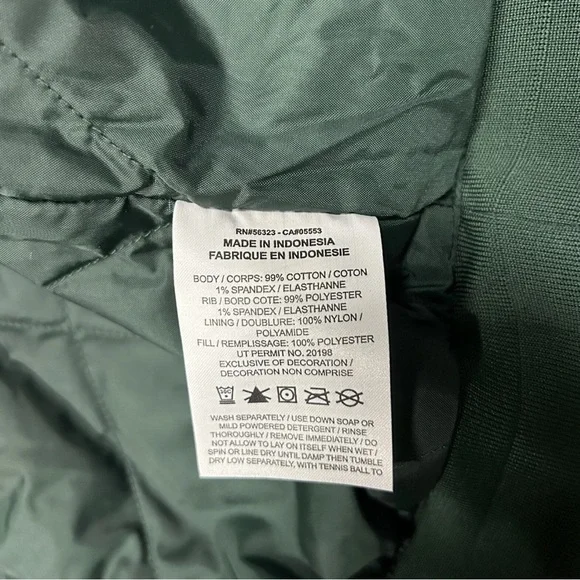 RN#56323 - CA#05553
MADE IN INDONESIA
FABRIQUE EN INDONESIE
BODY / CORPS: 99% COTTON / COTON
1% SPANDEX / ELASTHANNE
RIB / BORD COTE: 99% POLYESTER
1% SPANDEX / ELASTHANNE
LINING / DOUBLURE: 100% NYLON /
POLYAMIDE
FILL / REMPLISSAGE: 100% POLYESTER
UT PERMIT NO. 20198
EXCLUSIVE OF DECORATION /
DECORATION NON COMPRISE
WASH SEPARATELY / USE DOWN SOAP OR
MILD POWDERED DETERGENT / RINSE
THOROUGHLY / REMOVE IMMEDIATELY / DO
NOT ALLOW TO LAY ON ITSELF WHEN WET /
SPIN OR LINE DRY UNTIL DAMP THEN TUMBLE
DRY LOW SEPARATELY, WITH TENNIS BALL TO